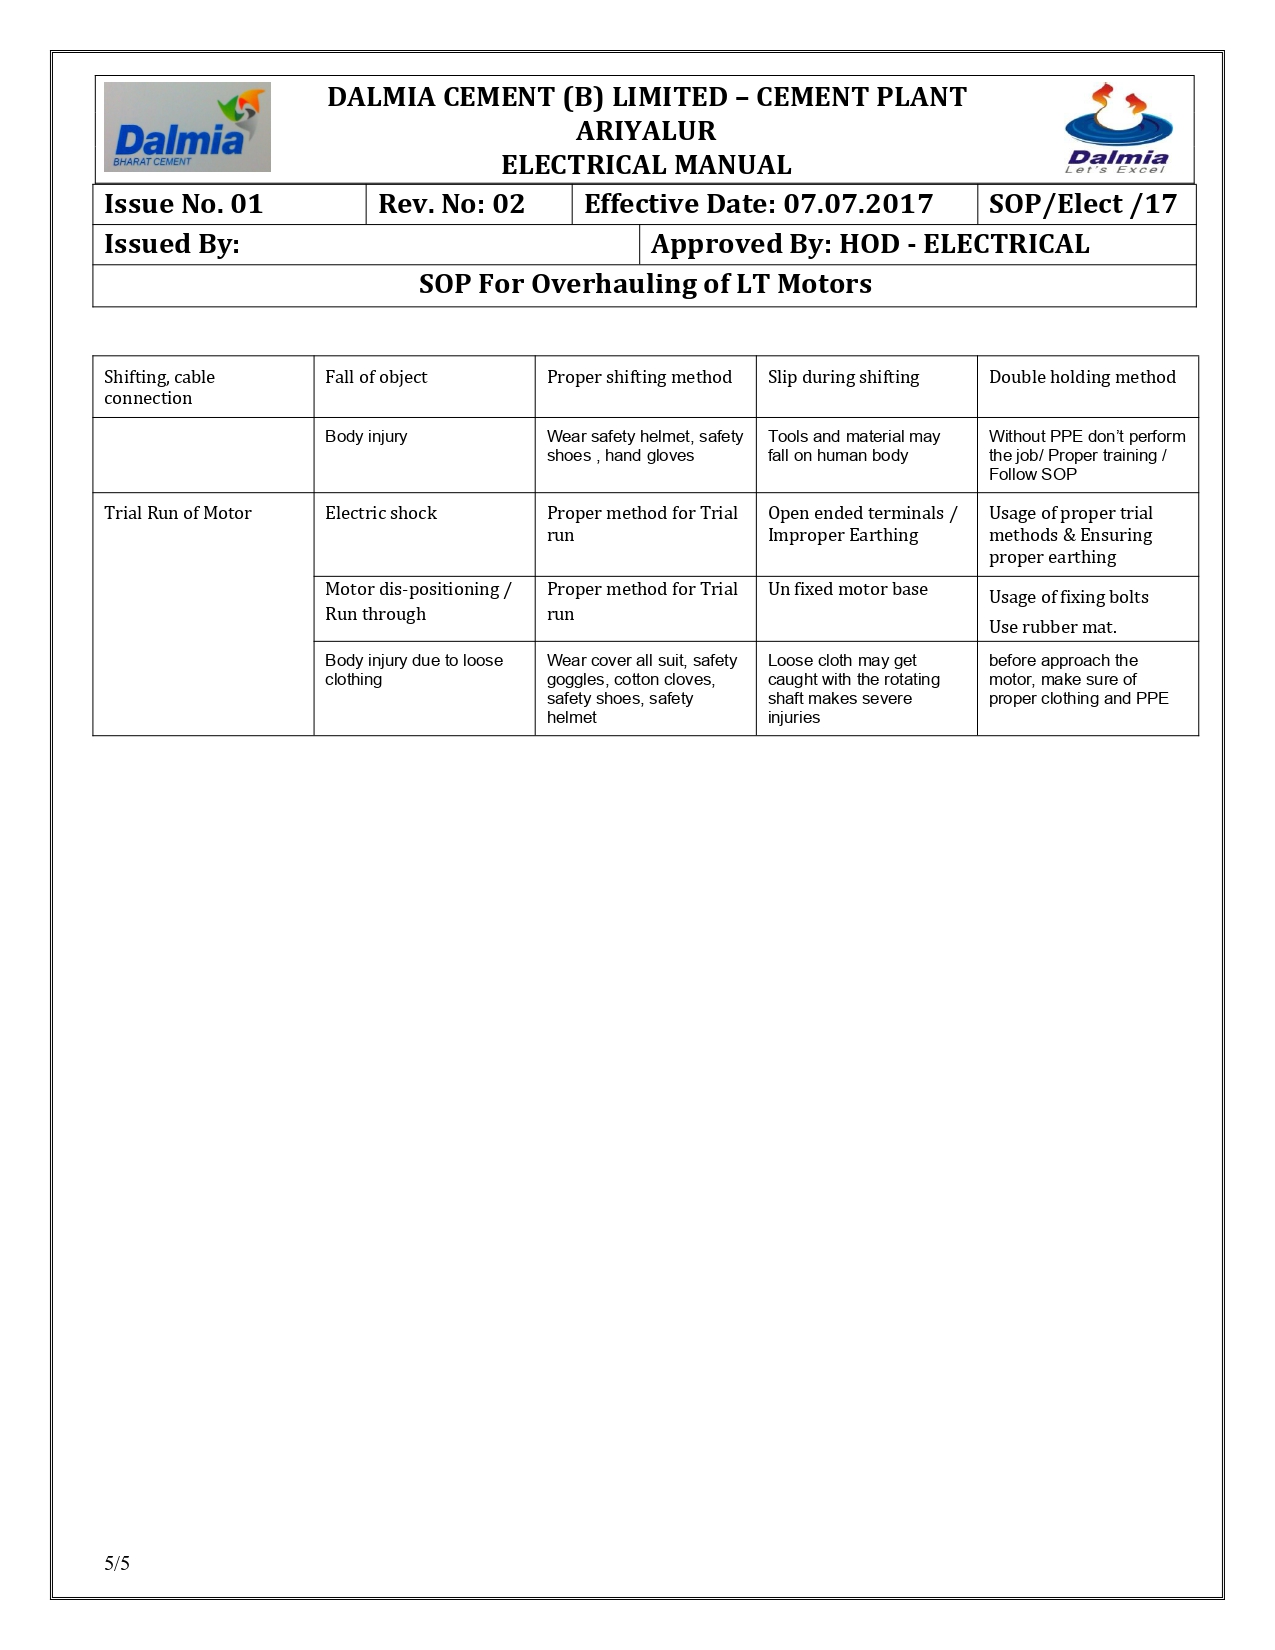 Dalmia
BHARAT CEMENT
DALMIA CEMENT (B) LIMITED – CEMENT PLANT
ARIYALUR
ELECTRICAL MANUAL
Dalmia
Let's Excel
Issue No. 01 Rev. No: 02 Effective Date: 07.07.2017 SOP/Elect /17
Issued By: Approved By: HOD - ELECTRICAL
SOP For Overhauling of LT Motors
Shifting, cable
connection
Fall of object
Proper shifting method
Slip during shifting
Double holding method
Body injury
Wear safety helmet, safety
shoes , hand gloves
Tools and material may
fall on human body
Without PPE don’t perform
the job/ Proper training /
Follow SOP
Trial Run of Motor
Electric shock
Proper method for Trial
run
Open ended terminals /
Improper Earthing
Usage of proper trial
methods & Ensuring
proper earthing
Motor dis-positioning /
Run through
Proper method for Trial
run
Un fixed motor base
Usage of fixing bolts
Use rubber mat.
Body injury due to loose
clothing
Wear cover all suit, safety
goggles, cotton cloves,
safety shoes, safety
helmet
Loose cloth may get
caught with the rotating
shaft makes severe
injuries
before approach the
motor, make sure of
proper clothing and PPE
5/5